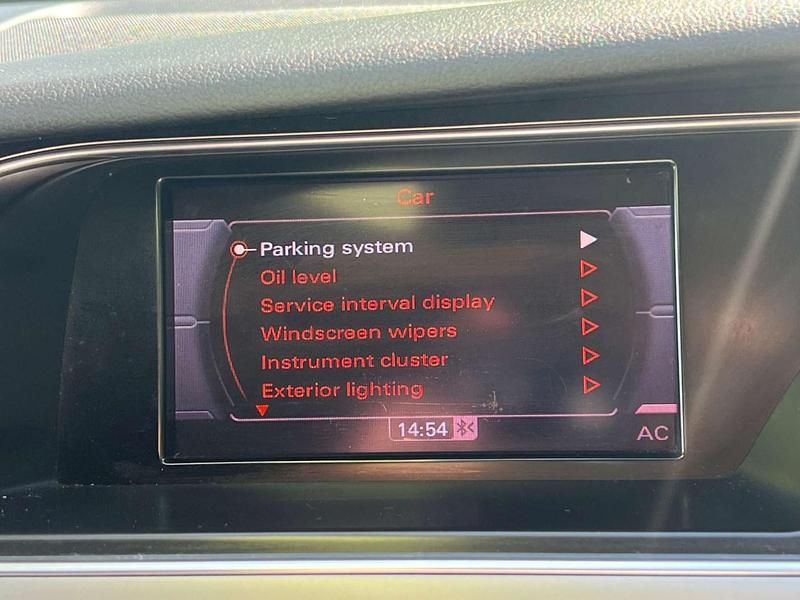 Car
Parking system
Oil level
Service interval display
Windscreen wipers
Instrument cluster
Exterior lighting
14:54
AC